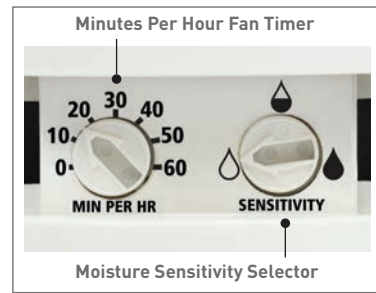 Minutes Per Hour Fan Timer
30
20 40
10 50
0 60
MIN PER HR SENSITIVITY
Moisture Sensitivity Selector